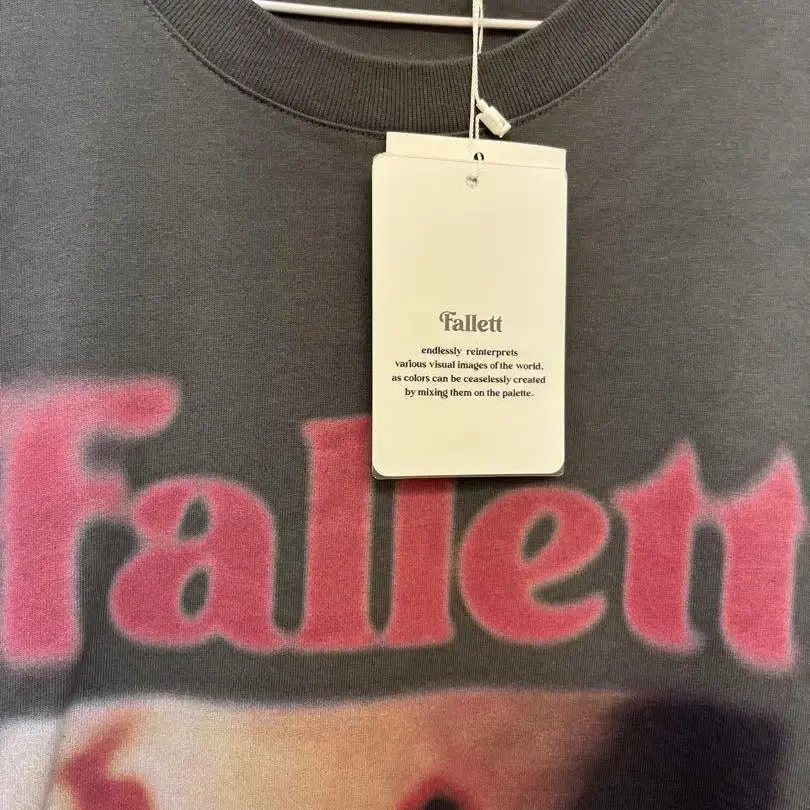 Fallett
endlessly reinterprets
various visual images of the world.
as colors can be ceaselessly created
by mixing them on the palette.
Fallett